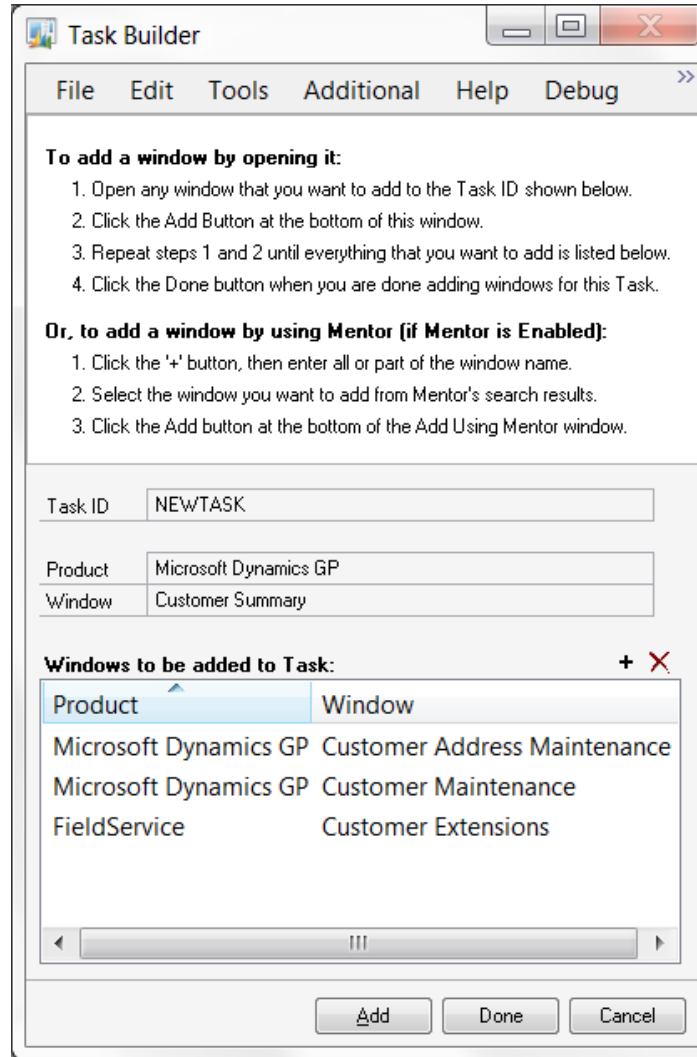 Task Builder
File Edit Tools Additional Help Debug »
To add a window by opening it:
1. Open any window that you want to add to the Task ID shown below.
2. Click the Add Button at the bottom of this window.
3. Repeat steps 1 and 2 until everything that you want to add is listed below.
4. Click the Done button when you are done adding windows for this Task.
Or, to add a window by using Mentor (if Mentor is Enabled):
1. Click the '+' button, then enter all or part of the window name.
2. Select the window you want to add from Mentor's search results.
3. Click the Add button at the bottom of the Add Using Mentor window.
Task ID NEWTASK
Product Microsoft Dynamics GP
Window Customer Summary
Windows to be added to Task: +
Product Window
Microsoft Dynamics GP Customer Address Maintenance
Microsoft Dynamics GP Customer Maintenance
FieldService Customer Extensions
Add Done Cancel